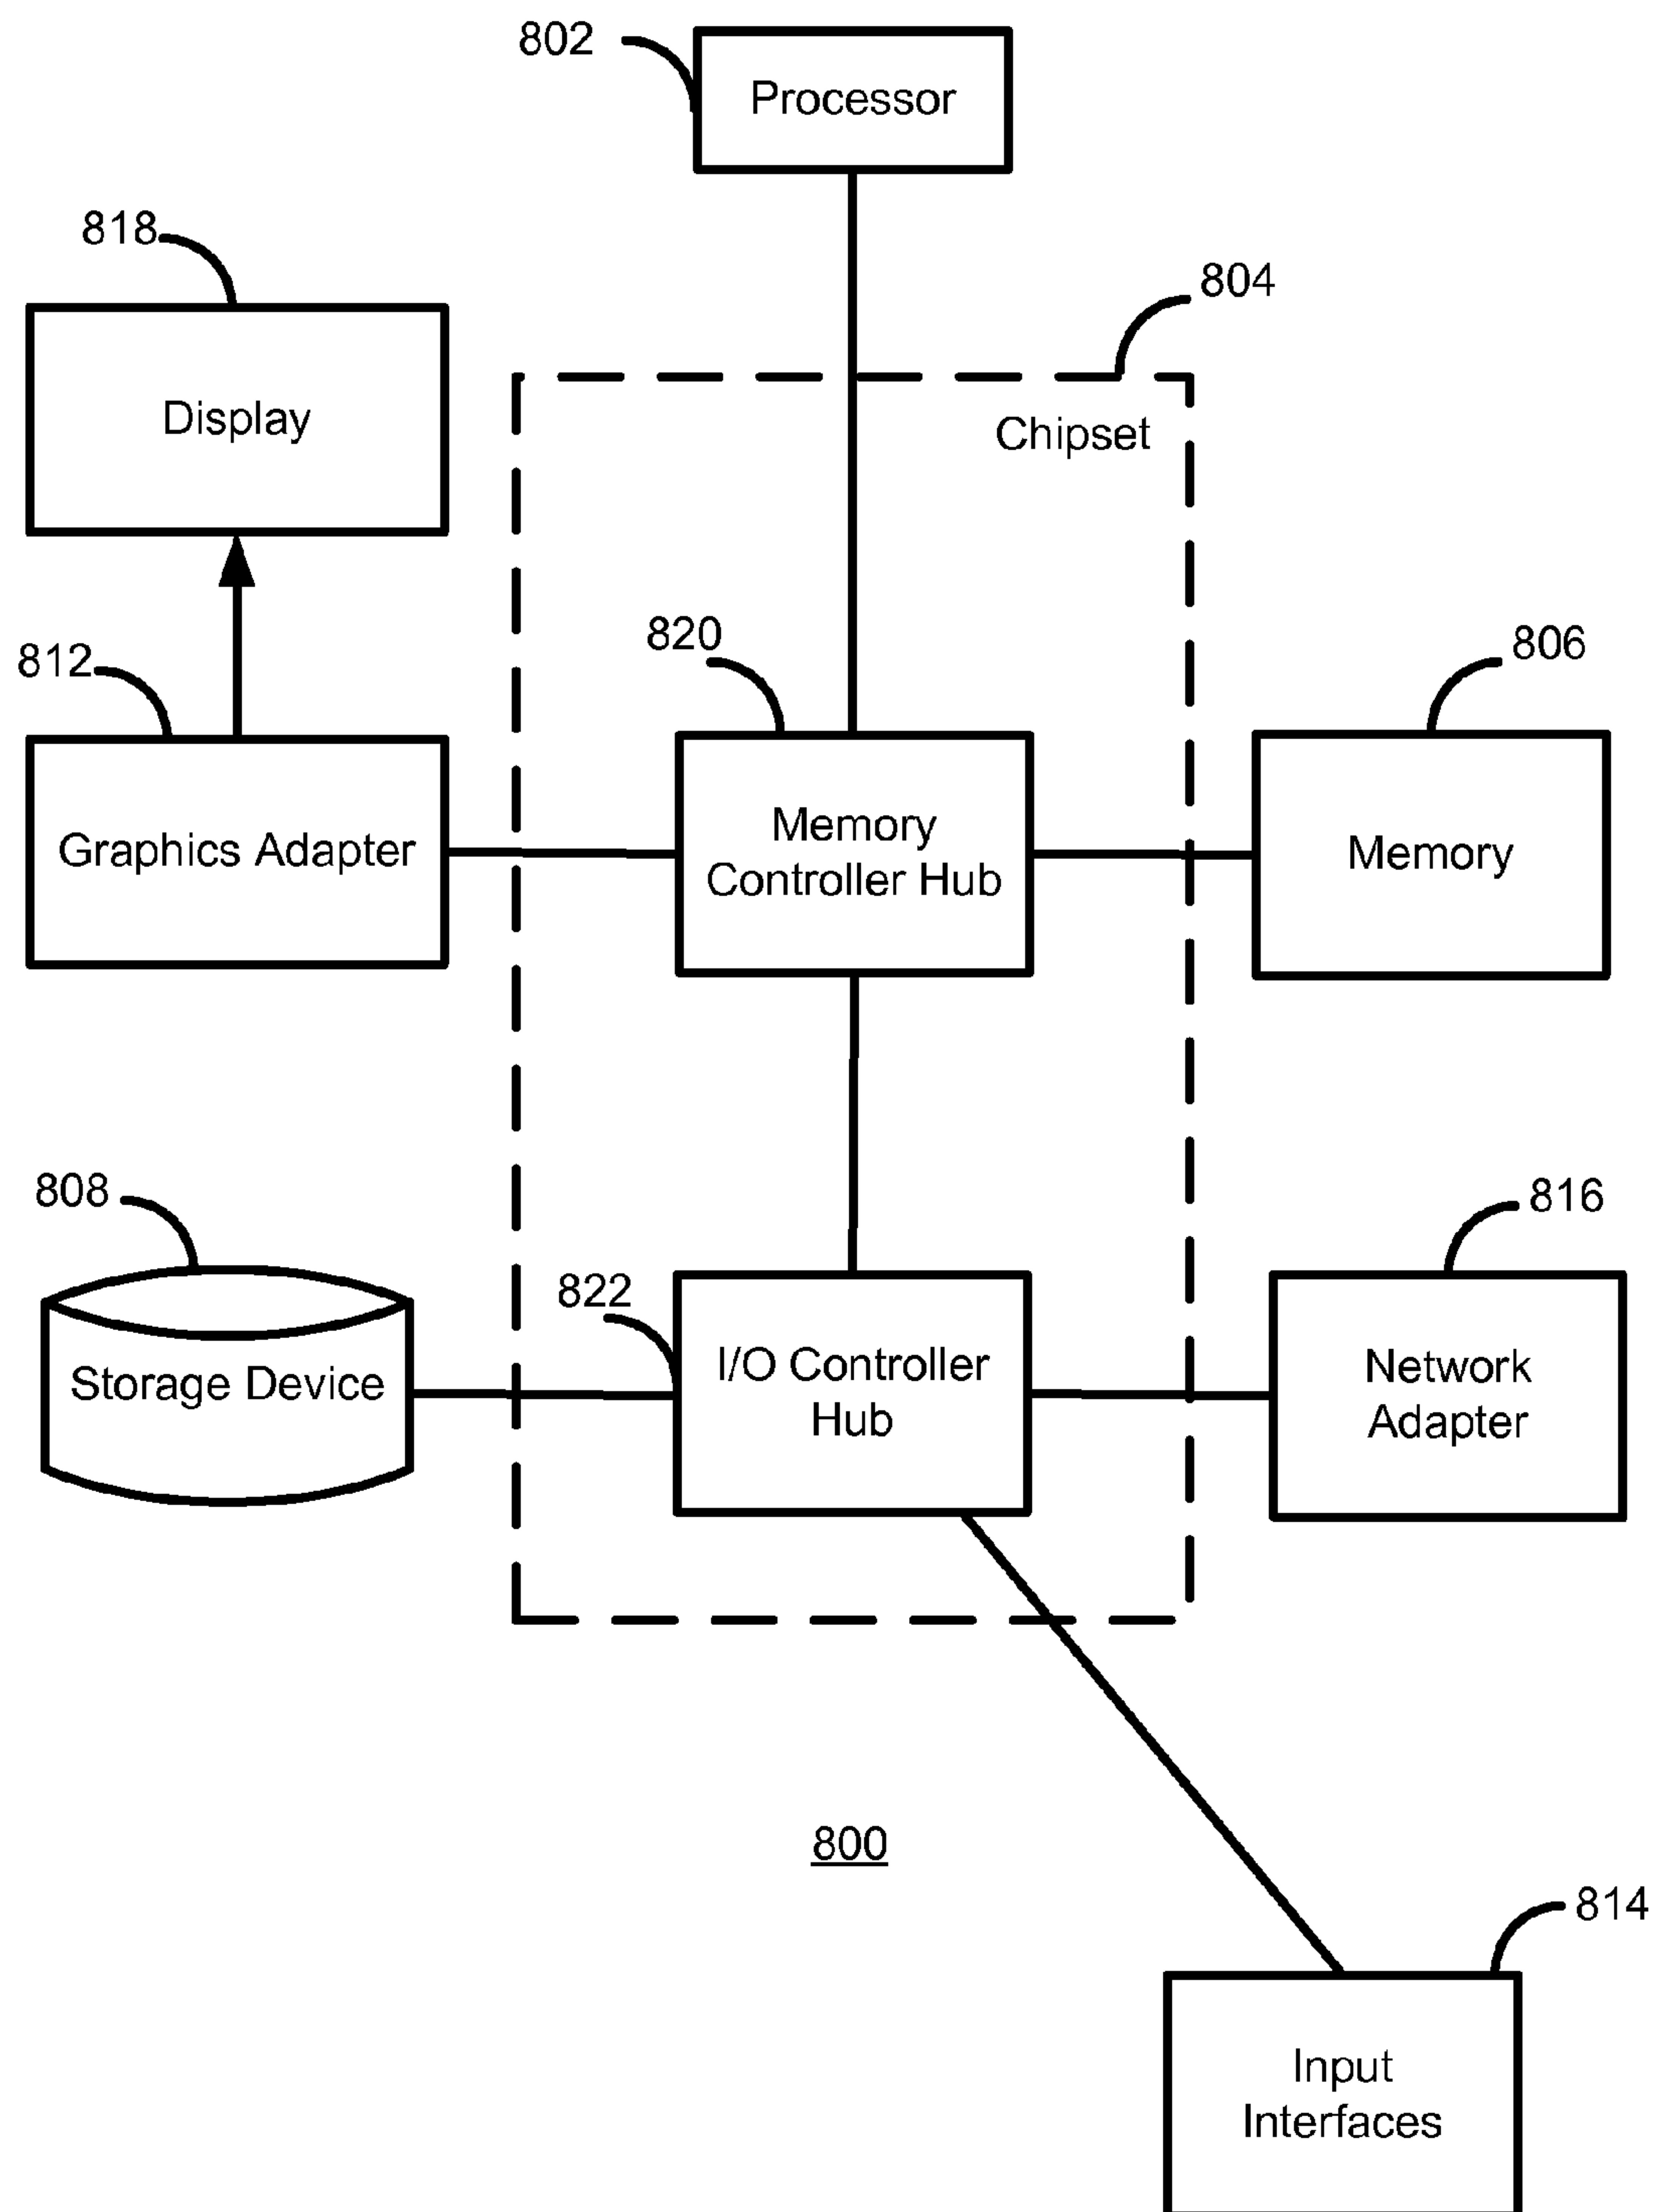 802
Processor
818
804
Display
Chipset
820
806
812
Graphics Adapter
Memory
Controller Hub
Memory
808
816
822
Storage Device
I/O Controller
Hub
Network
Adapter
800
814
Input
Interfaces